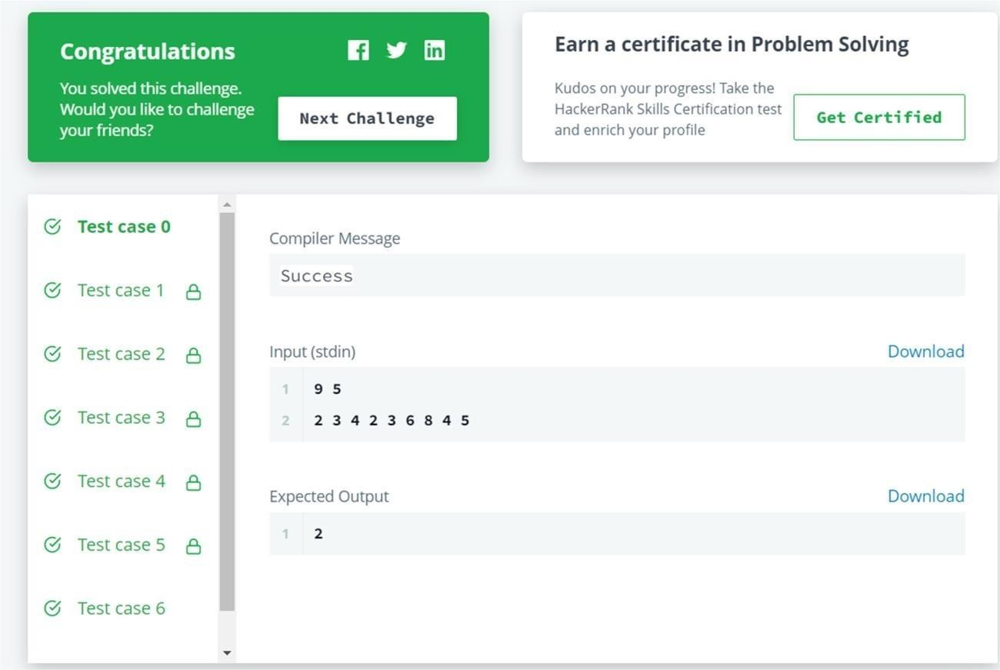 Congratulations
You solved this challenge.
Would you like to challenge
your friends?
Next Challenge
Earn a certificate in Problem Solving
Kudos on your progress! Take the
HackerRank Skills Certification test
and enrich your profile
Get Certified
Test case 0
Test case 1
Test case 2
Test case 3
Test case 4
Test case 5
Test case 6
Compiler Message
Success
Input (stdin)
Download
1 9 5
2 2 3 4 2 3 6 8 4 5
Expected Output
Download
1 2